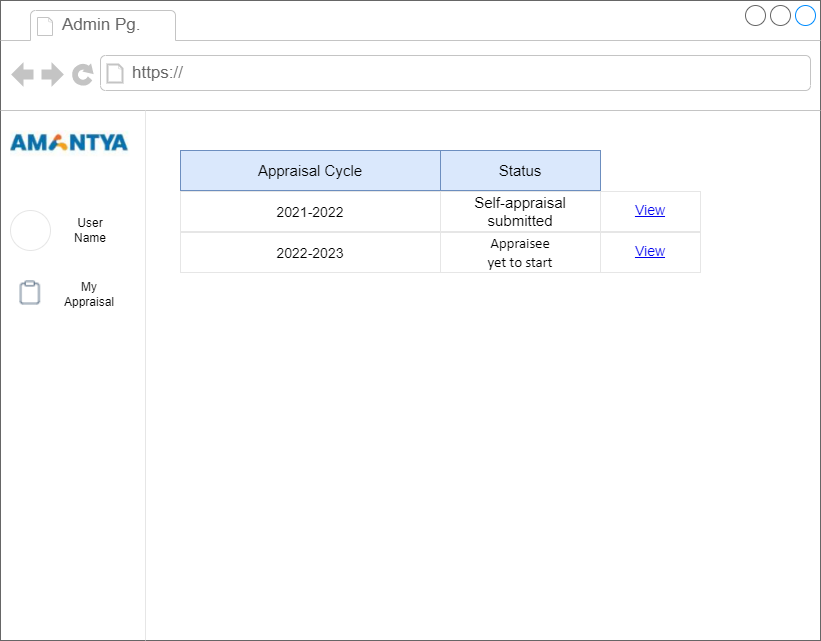 Admin Pg.
https://
AMANTYA
User
Name
My
Appraisal
Appraisal Cycle Status
2021-2022 Self-appraisal
submitted View
2022-2023 Appraisee
yet to start View